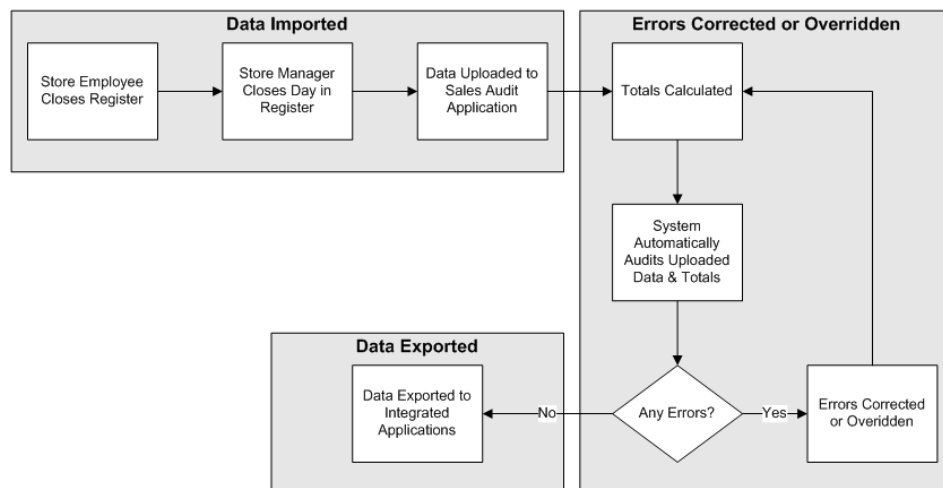 Data Imported
Store Employee
Closes Register
Store Manager
Closes Day in
Register
Data Uploaded to
Sales Audit
Application
Errors Corrected or Overridden
Totals Calculated
System
Automatically
Audits Uploaded
Data & Totals
Any Errors?
Yes
Errors Corrected
or Overidden
No
Data Exported
Data Exported to
Integrated
Applications